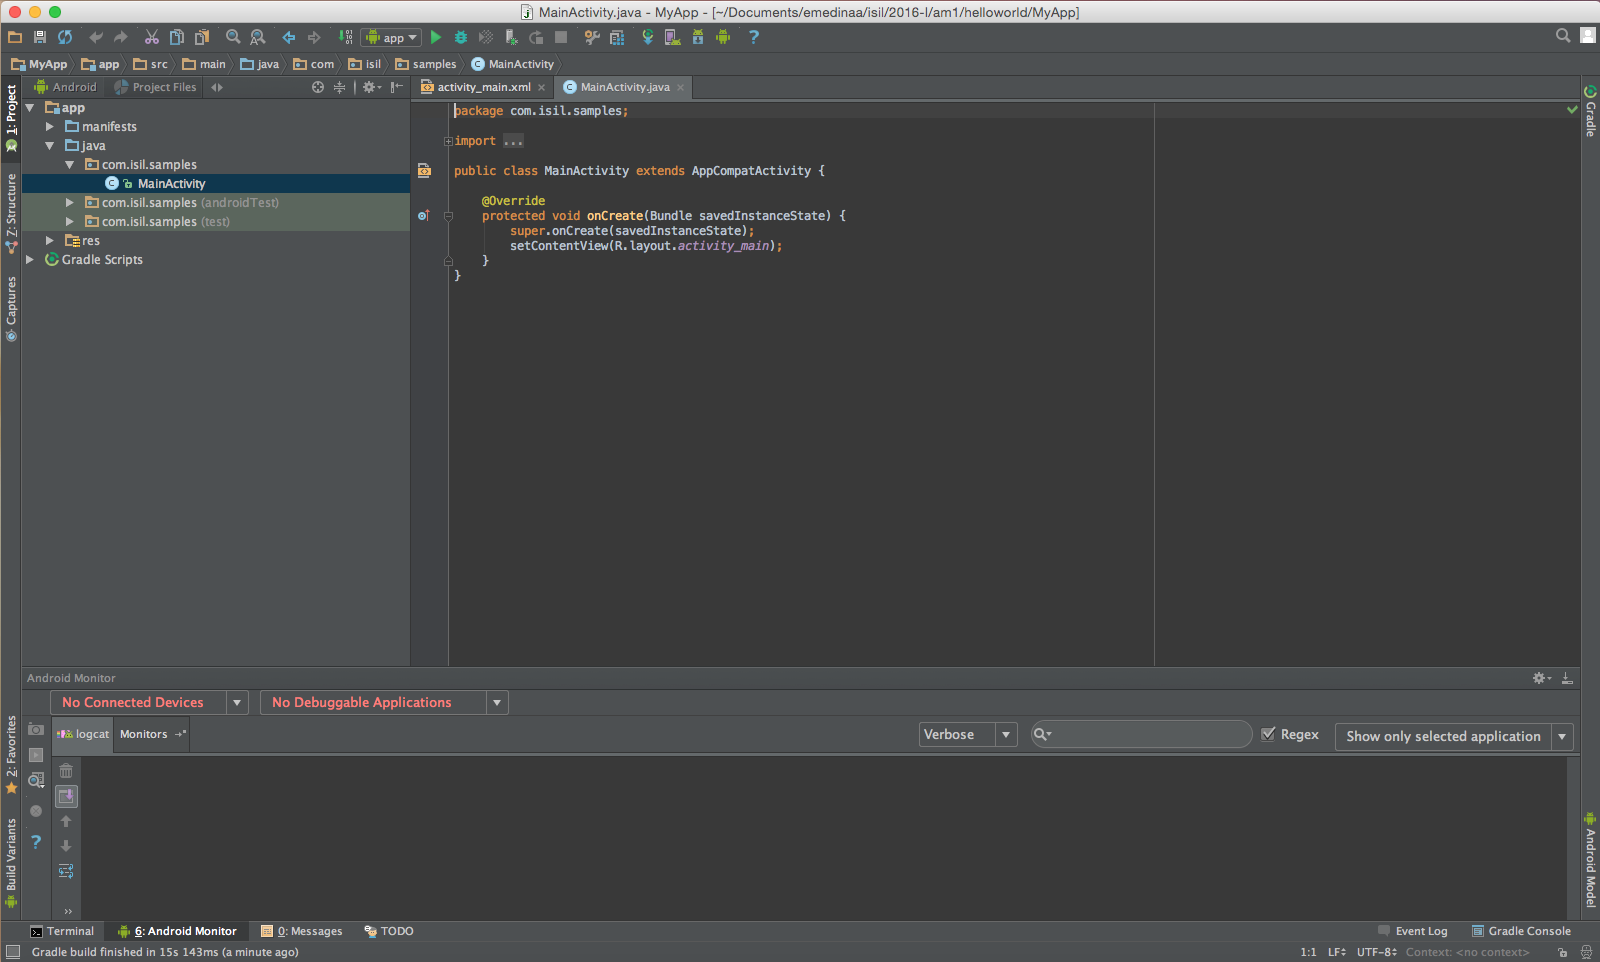 MainActivity.java - MyApp - [~/Documents/emedinaa/isil/2016-I/am1/helloworld/MyApp]
app
MyApp app src main java com isil samples MainActivity
Android Project Files
activity_main.xml MainActivity.java
1: Project
Z: Structure
Captures
2: Favorites
Build Variants
app
manifests
java
com.isil.samples
MainActivity
com.isil.samples (androidTest)
com.isil.samples (test)
res
Gradle Scripts
package com.isil.samples;
import ...
public class MainActivity extends AppCompatActivity {
@Override
protected void onCreate(Bundle savedInstanceState) {
super.onCreate(savedInstanceState);
setContentView(R.layout.activity_main);
}
}
Gradle
Android Model
Android Monitor
No Connected Devices No Debuggable Applications
logcat Monitors Verbose Regex Show only selected application
Terminal 6: Android Monitor 0: Messages TODO Event Log Gradle Console
Gradle build finished in 15s 143ms (a minute ago) 1:1 LF UTF-8 Context: <no context>